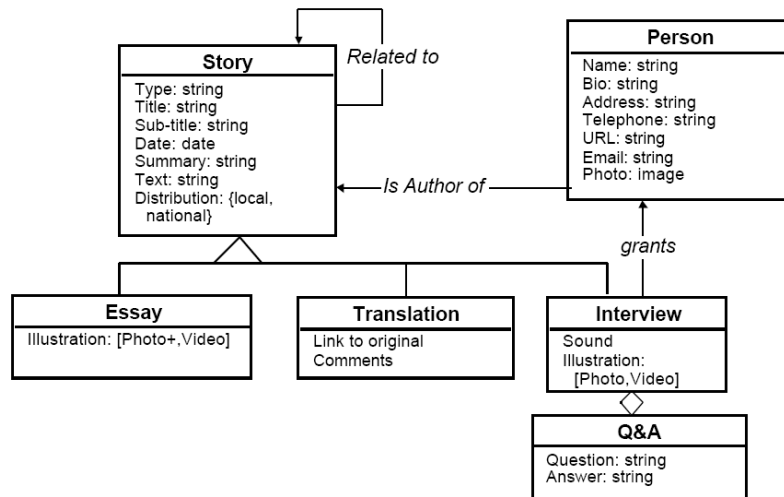 Story
Type: string
Title: string
Sub-title: string
Date: date
Summary: string
Text: string
Distribution: {local,
national}
Related to
Person
Name: string
Bio: string
Address: string
Telephone: string
URL: string
Email: string
Photo: image
Is Author of
grants
Essay
Illustration: [Photo+,Video]
Translation
Link to original
Comments
Interview
Sound
Illustration:
[Photo,Video]
Q&A
Question: string
Answer: string